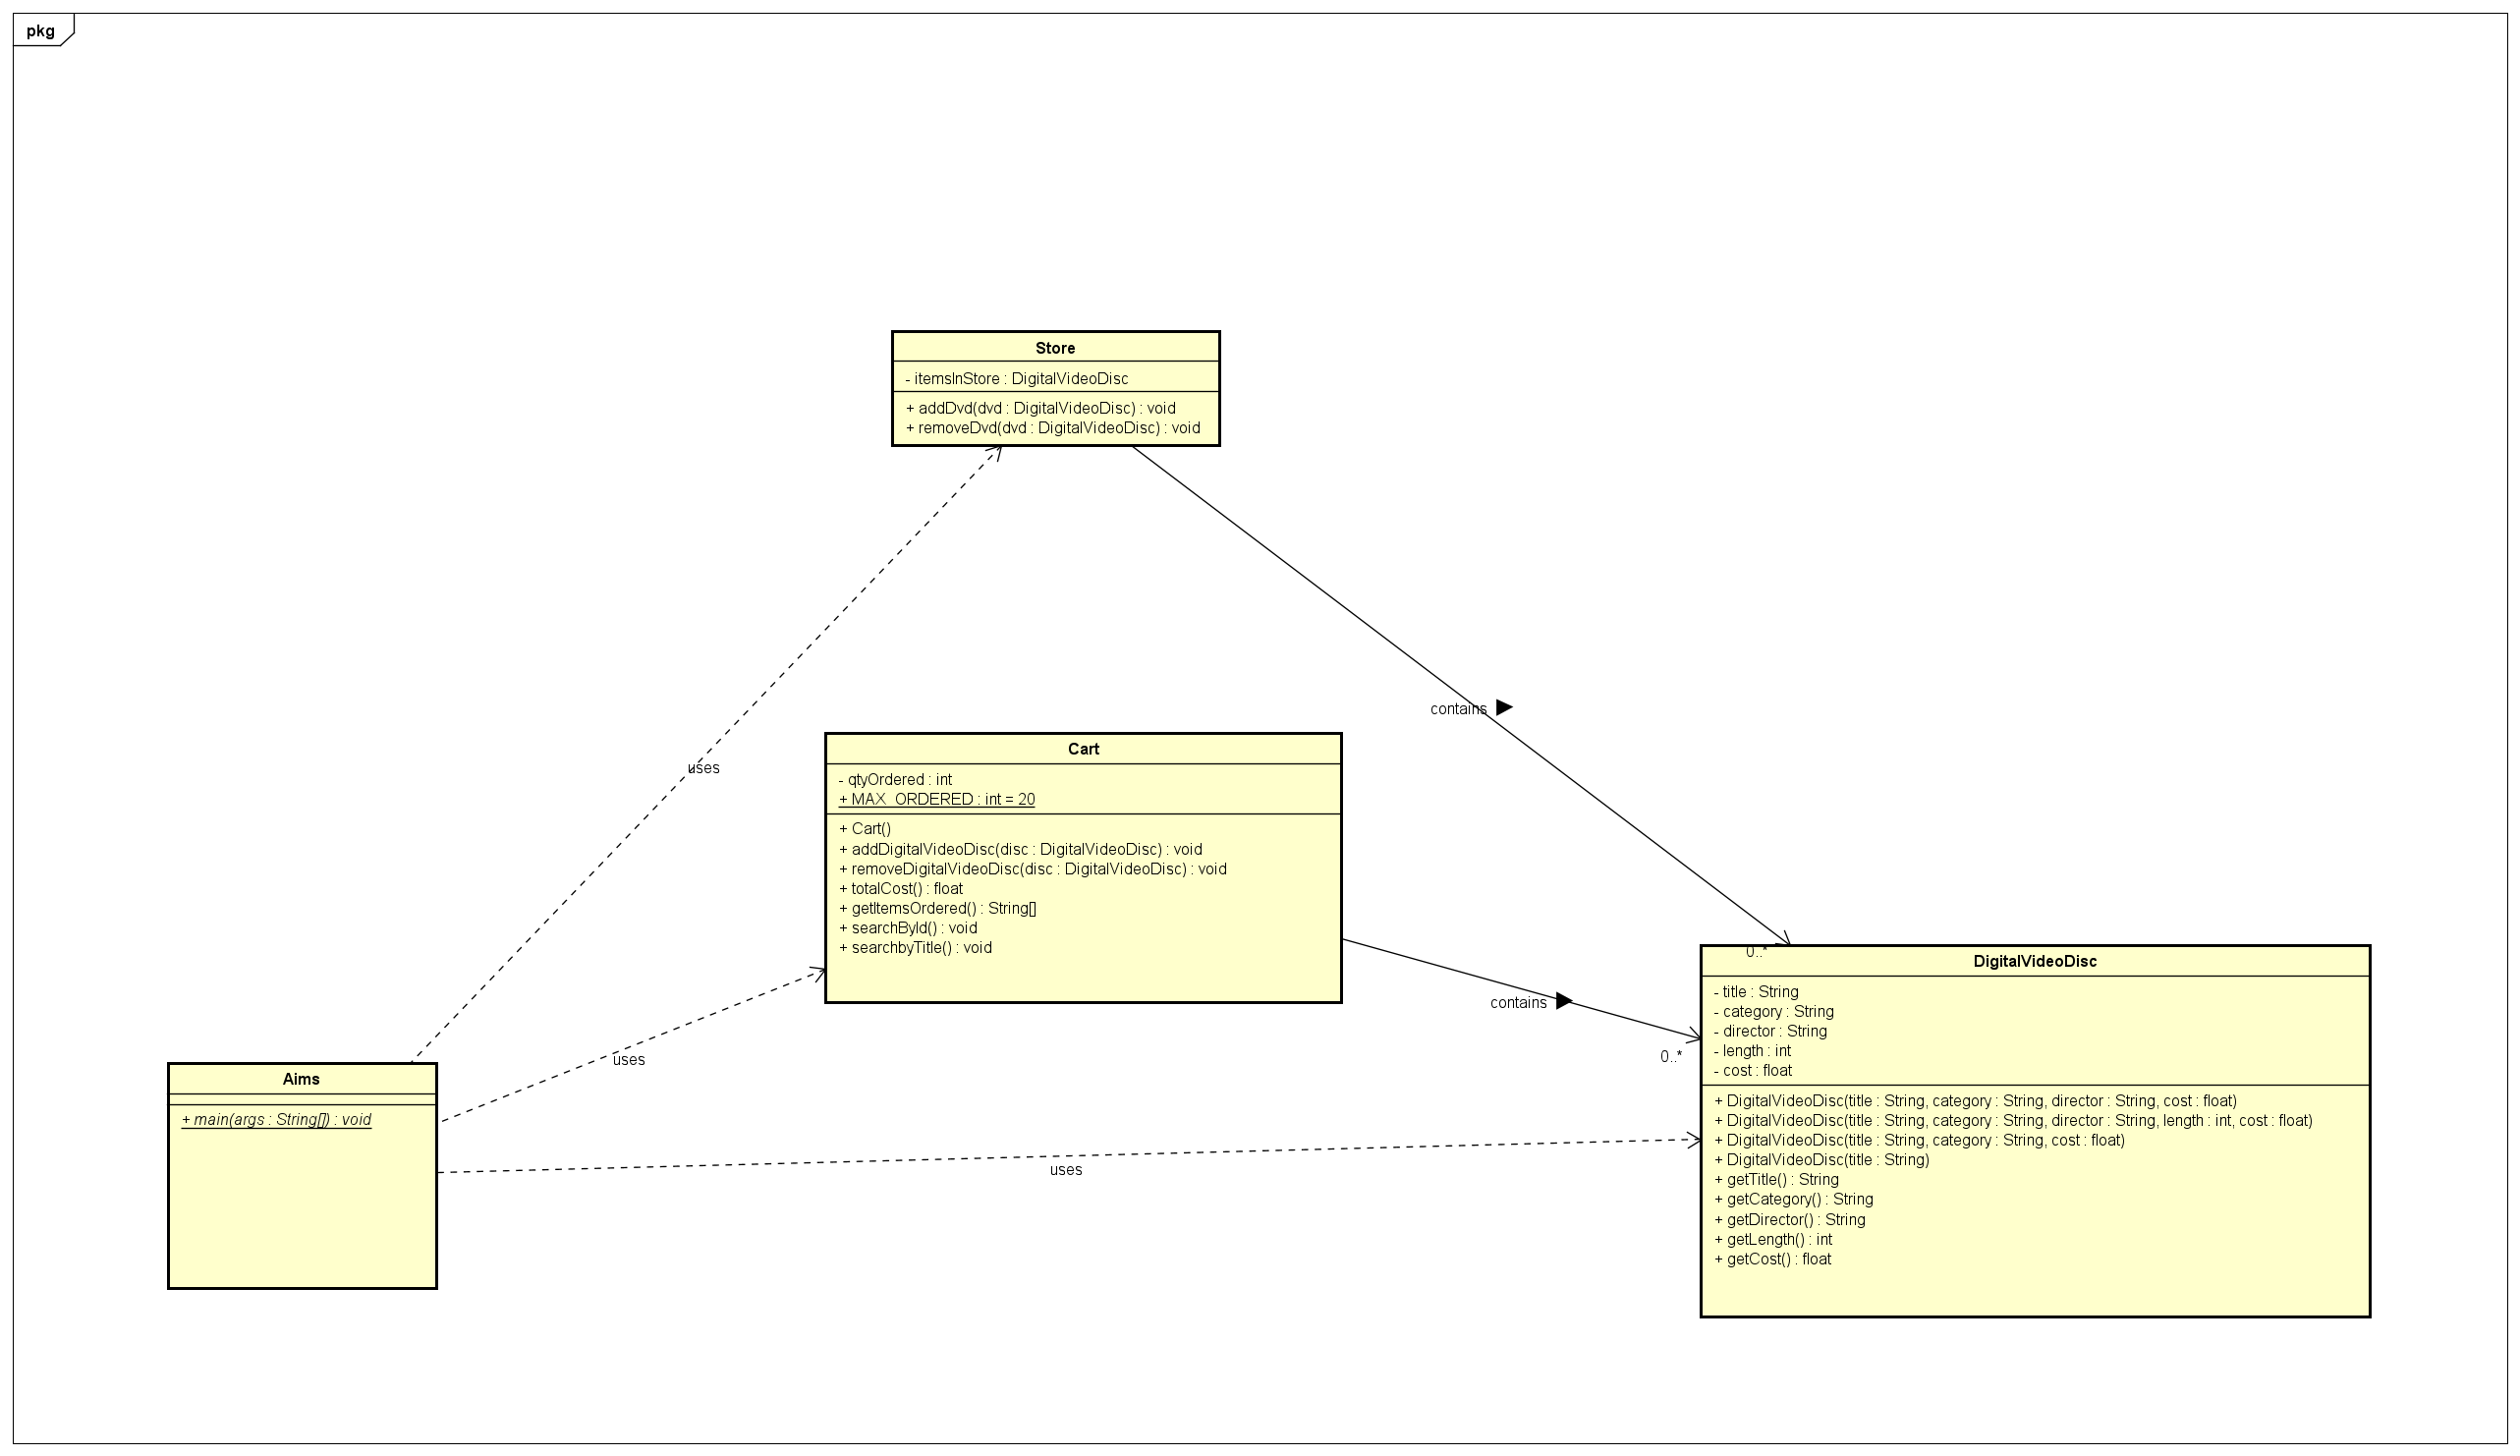 pkg
Store
- itemsInStore : DigitalVideoDisc
+ addDvd(dvd : DigitalVideoDisc) : void
+ removeDvd(dvd : DigitalVideoDisc) : void
contains
uses
Cart
- qtyOrdered : int
+ MAX_ORDERED : int = 20
+ Cart()
+ addDigitalVideoDisc(disc : DigitalVideoDisc) : void
+ removeDigitalVideoDisc(disc : DigitalVideoDisc) : void
+ totalCost() : float
+ getItemsOrdered() : String[]
+ searchById() : void
+ searchbyTitle() : void
contains
0..*
0..*
uses
Aims
+ main(args : String[]) : void
uses
DigitalVideoDisc
- title : String
- category : String
- director : String
- length : int
- cost : float
+ DigitalVideoDisc(title : String, category : String, director : String, cost : float)
+ DigitalVideoDisc(title : String, category : String, director : String, length : int, cost : float)
+ DigitalVideoDisc(title : String, category : String, cost : float)
+ DigitalVideoDisc(title : String)
+ getTitle() : String
+ getCategory() : String
+ getDirector() : String
+ getLength() : int
+ getCost() : float